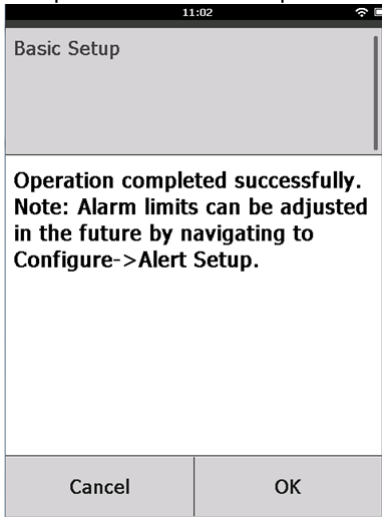 11:02
Basic Setup
Operation completed successfully.
Note: Alarm limits can be adjusted
in the future by navigating to
Configure->Alert Setup.
Cancel
OK